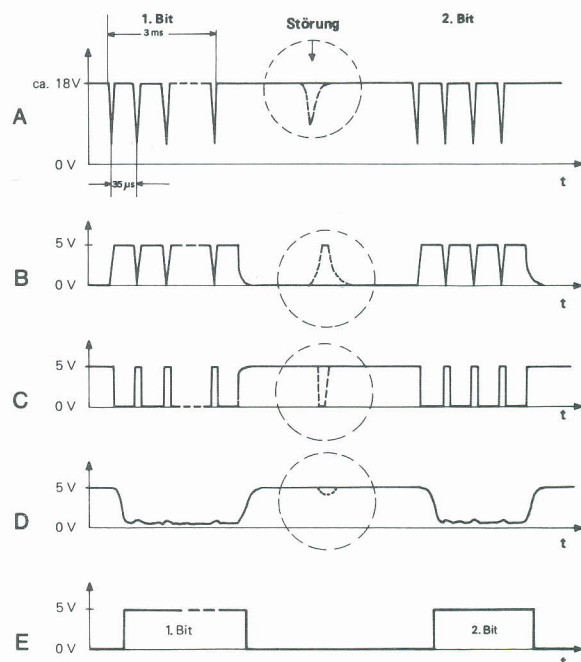 1. Bit
3 ms
Störung
2. Bit
ca. 18V
A
0 V
35 µs
t
5 V
B
0 V
t
5 V
C
0 V
t
5 V
D
0 V
t
5 V
1. Bit
2. Bit
E
0 V
t